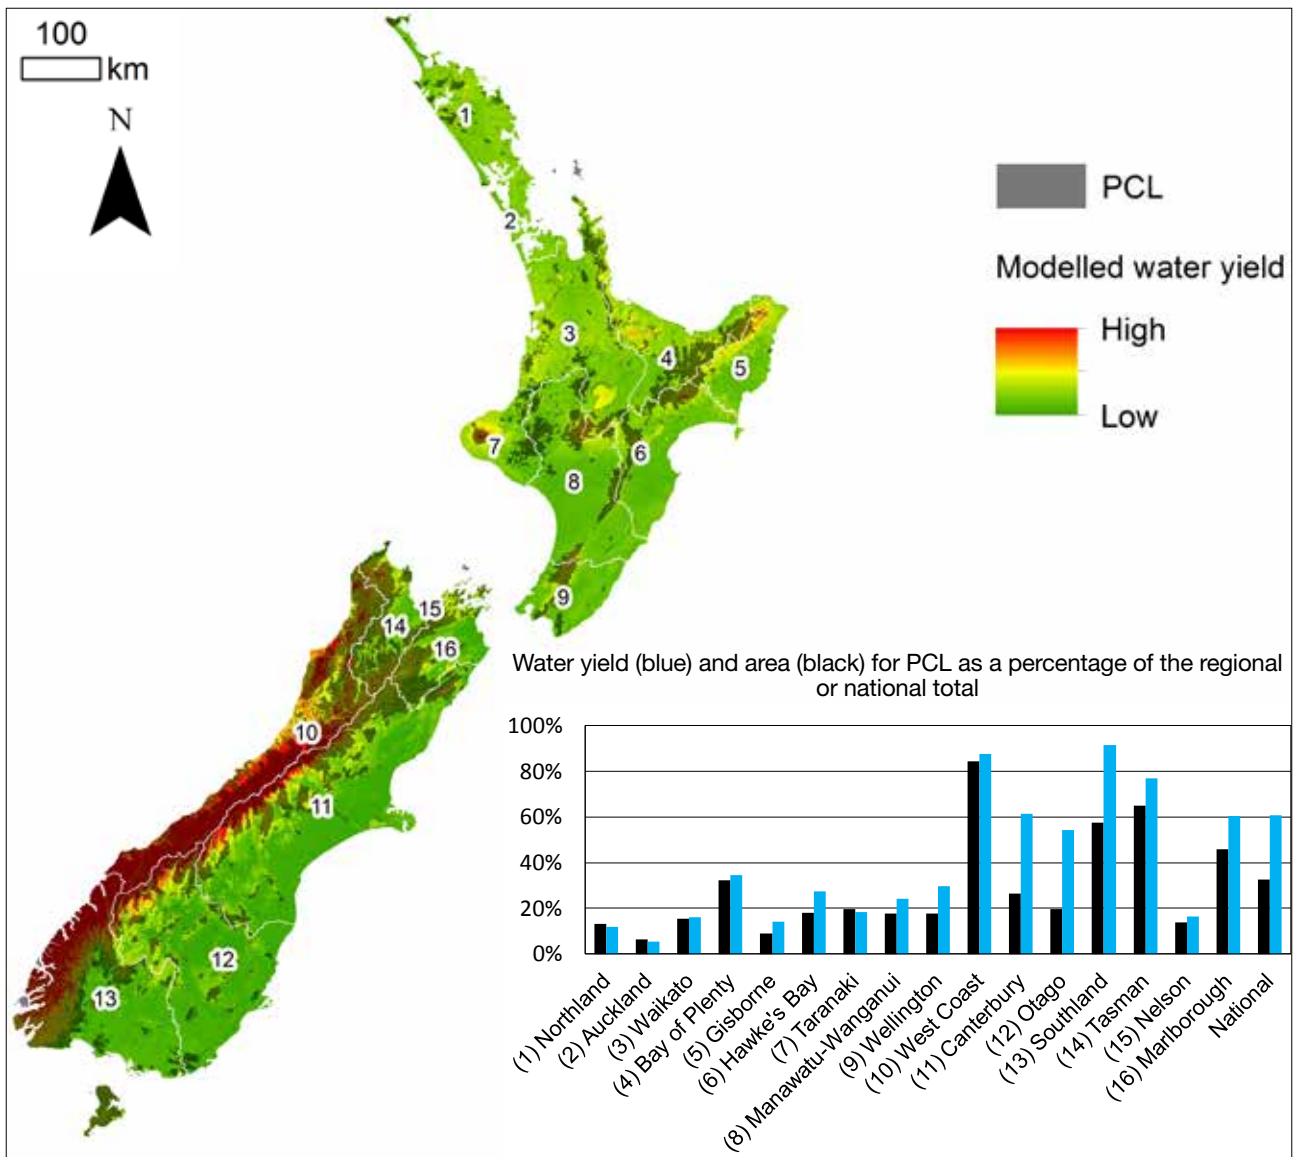 100
km
N
PCL
Modelled water yield
High
Low
1
2
3
4
5
6
7
8
9
10
11
12
13
14
15
16
Water yield (blue) and area (black) for PCL as a percentage of the regional
or national total
100%
80%
60%
40%
20%
0%
(1) Northland
(2) Auckland
(3) Waikato
(4) Bay of Plenty
(5) Gisborne
(6) Hawke's Bay
(7) Taranaki
(8) Manawatu-Wanganui
(9) Wellington
(10) West Coast
(11) Canterbury
(12) Otago
(13) Southland
(14) Tasman
(15) Nelson
(16) Marlborough
National